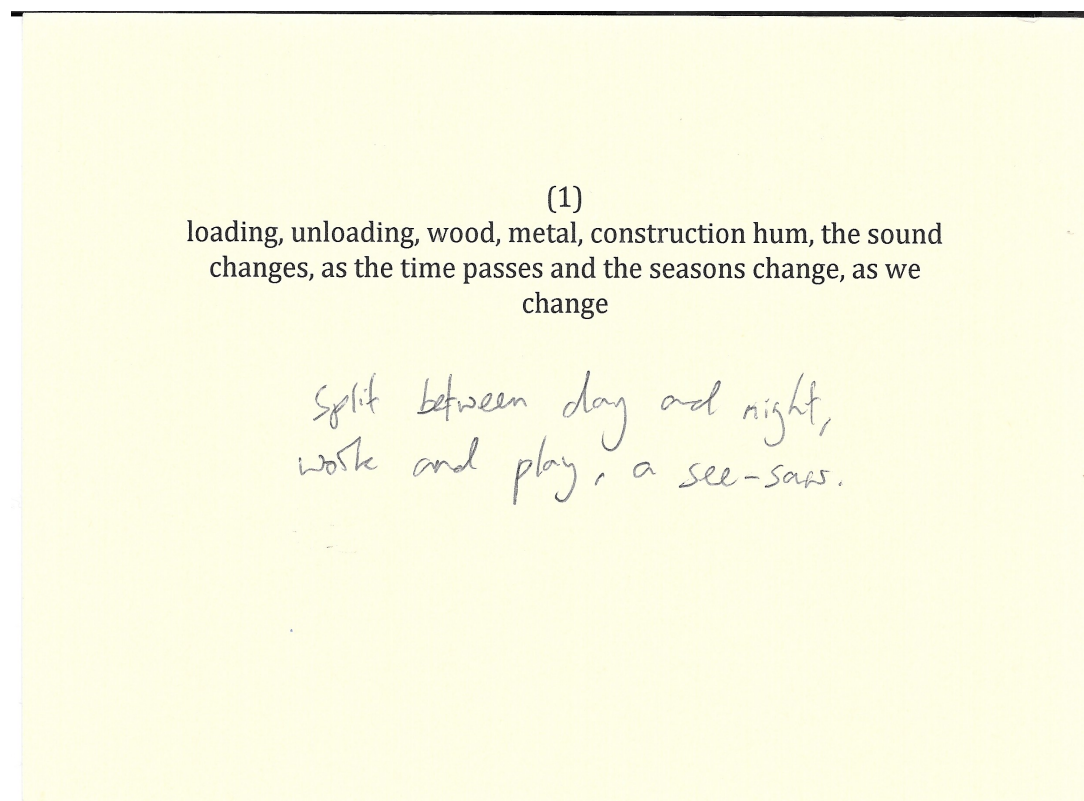 (1)
loading, unloading, wood, metal, construction hum, the sound
changes, as the time passes and the seasons change, as we
change
Split between day and night,
work and play, a see-saw.